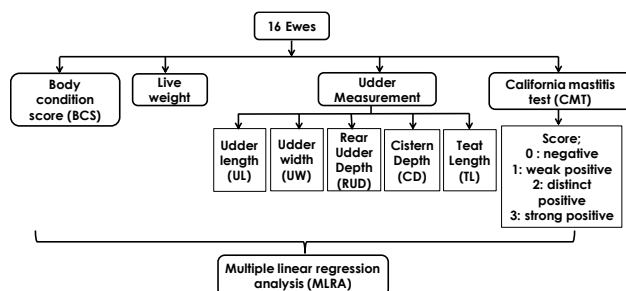 16 Ewes
Body
condition
score (BCS)
Live
weight
Udder
Measurement
California mastitis
test (CMT)
Udder
length
(UL)
Udder
width
(UW)
Rear
Udder
Depth
(RUD)
Cistern
Depth
(CD)
Teat
Length
(TL)
Score;
0 : negative
1: weak positive
2: distinct
positive
3: strong positive
Multiple linear regression
analysis (MLRA)